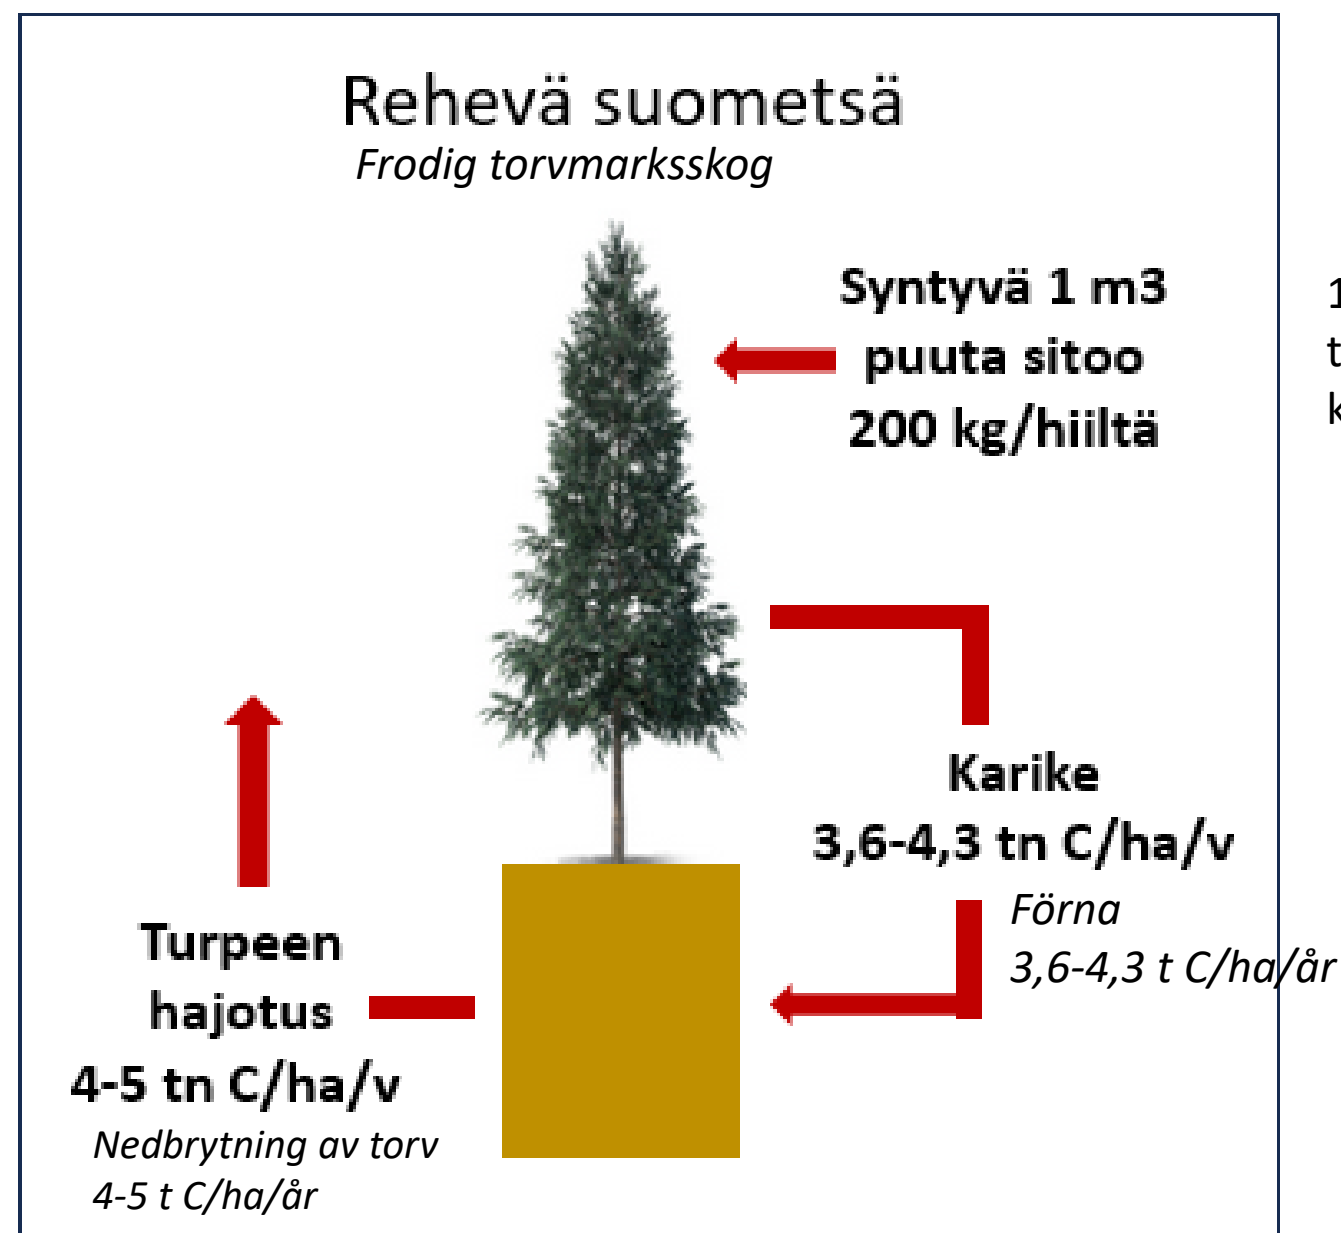 Rehevä suometsä
Frodig torvmarksskog
Syntyvä 1 m3
puuta sitoo
200 kg/hiiltä
Karike
3,6-4,3 tn C/ha/v
Förna
3,6-4,3 t C/ha/år
Turpeen
hajotus
4-5 tn C/ha/v
Nedbrytning av torv
4-5 t C/ha/år